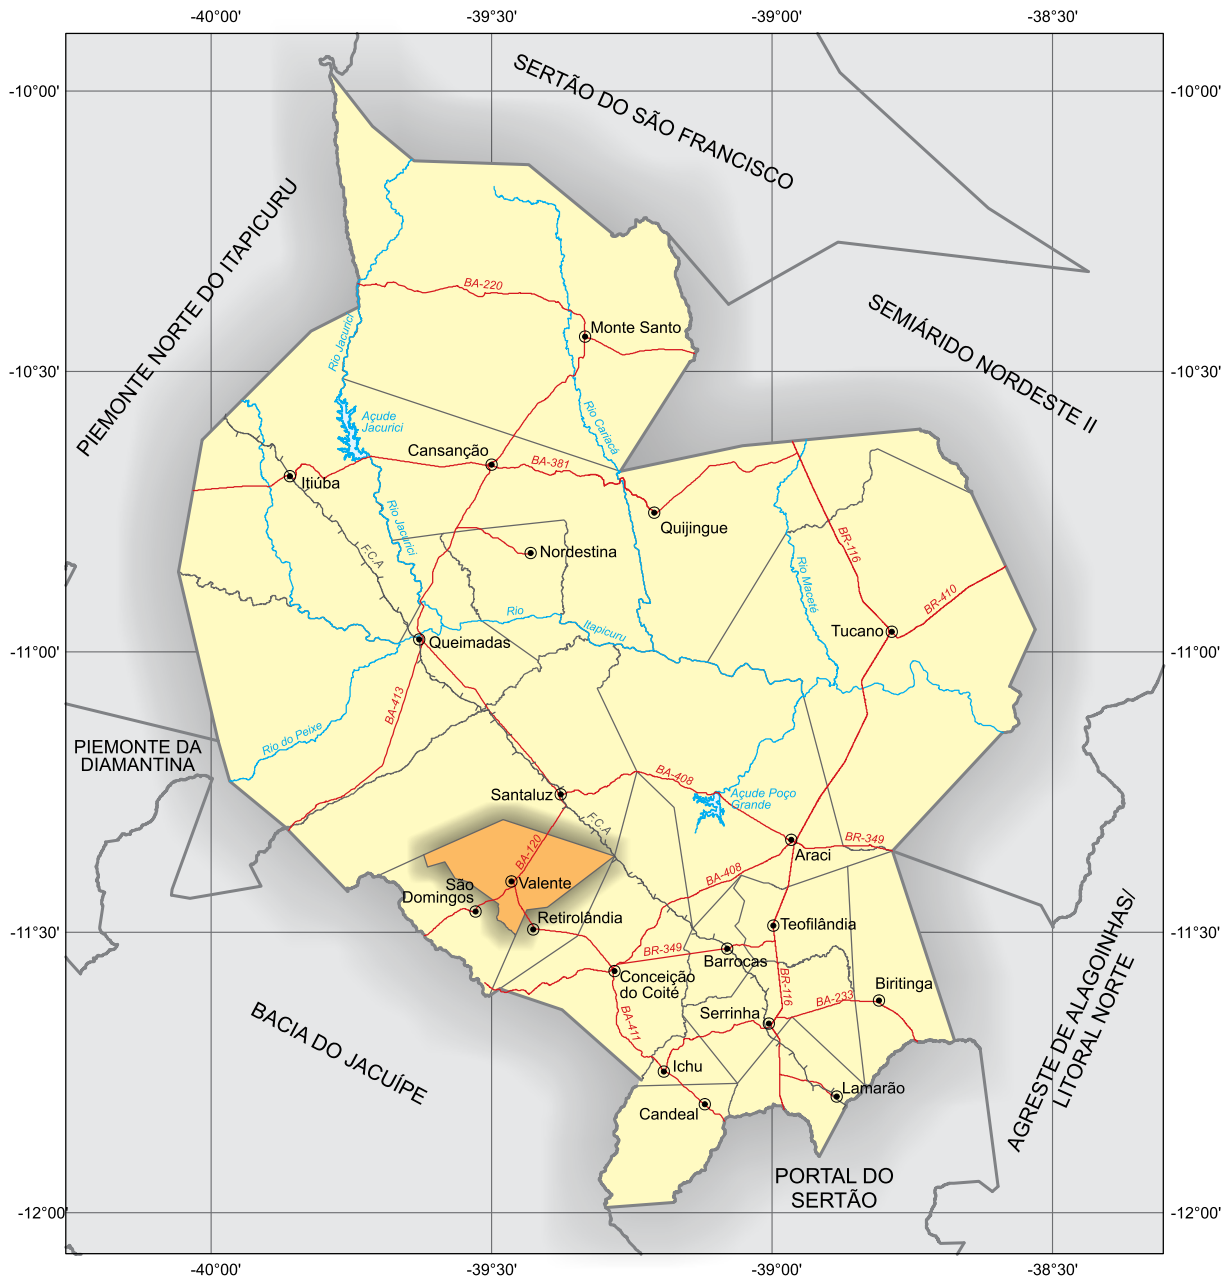 -40°00'
-39°30'
-39°00'
-38°30'
-10°00'
-10°00'
SERTÃO DO SÃO FRANCISCO
PIEMONTE NORTE DO ITAPICURU
SEMIÁRIDO NORDESTE II
BA-220
Rio Jacurici
Monte Santo
-10°30'
-10°30'
Açude
Jacurici
Rio Cariacá
Cansanção
BA-381
Itiúba
Rio Jacurici
Quijingue
F.C.A
Nordestina
BR-116
Rio Maceté
BR-410
Rio
Itapicuru
Tucano
Queimadas
-11°00'
-11°00'
BA-413
Rio do Peixe
PIEMONTE DA
DIAMANTINA
BA-408
Santaluz
Açude Poço
Grande
F.C.A
BA-120
BR-349
Araci
BA-408
Valente
São
Domingos
Retirolândia
Teofilândia
-11°30'
-11°30'
BR-349
Barrocas
Conceição
do Coité
BR-116
BA-233
Biritinga
Serrinha
BA-411
BACIA DO JACUÍPE
AGRESTE DE ALAGOINHAS/
LITORAL NORTE
Ichu
Lamarão
Candeal
PORTAL DO
SERTÃO
-12°00'
-12°00'
-40°00'
-39°30'
-39°00'
-38°30'